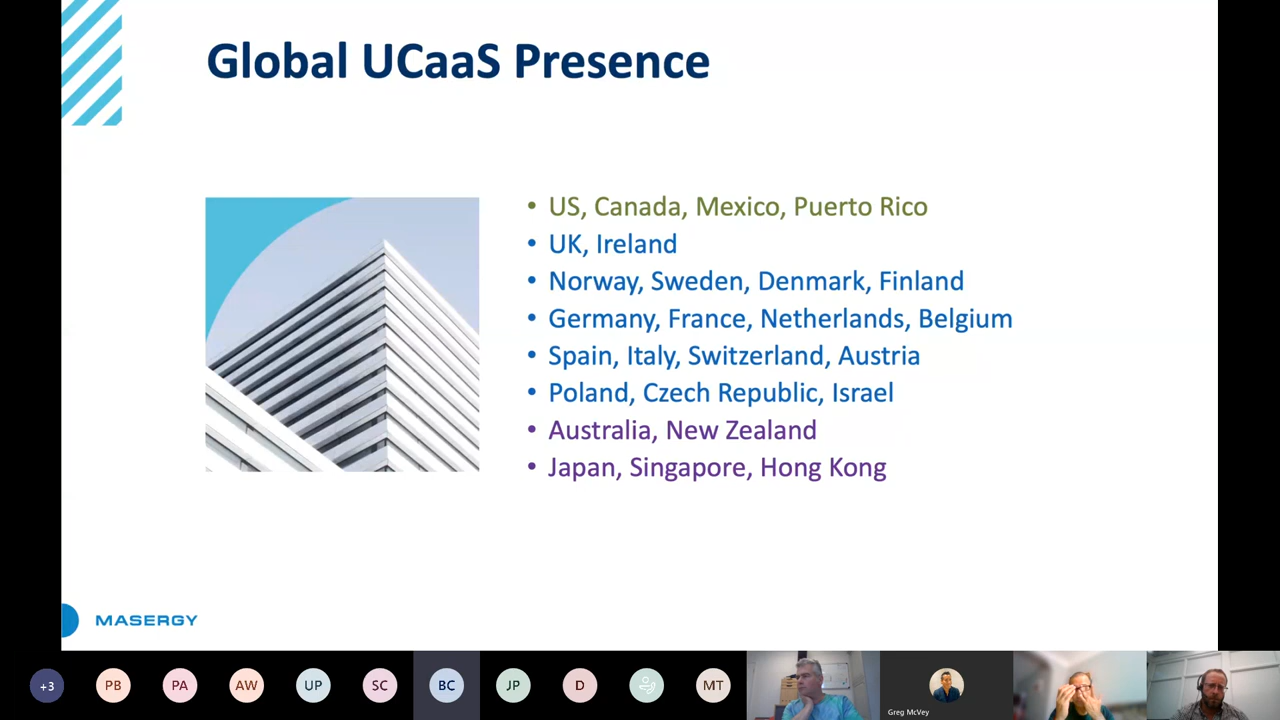 Global UCaaS Presence
• US, Canada, Mexico, Puerto Rico
• UK, Ireland
• Norway, Sweden, Denmark, Finland
• Germany, France, Netherlands, Belgium
• Spain, Italy, Switzerland, Austria
• Poland, Czech Republic, Israel
• Australia, New Zealand
• Japan, Singapore, Hong Kong
MASERGY
+3 PB PA AW UP SC BC JP D MT
Greg McVey